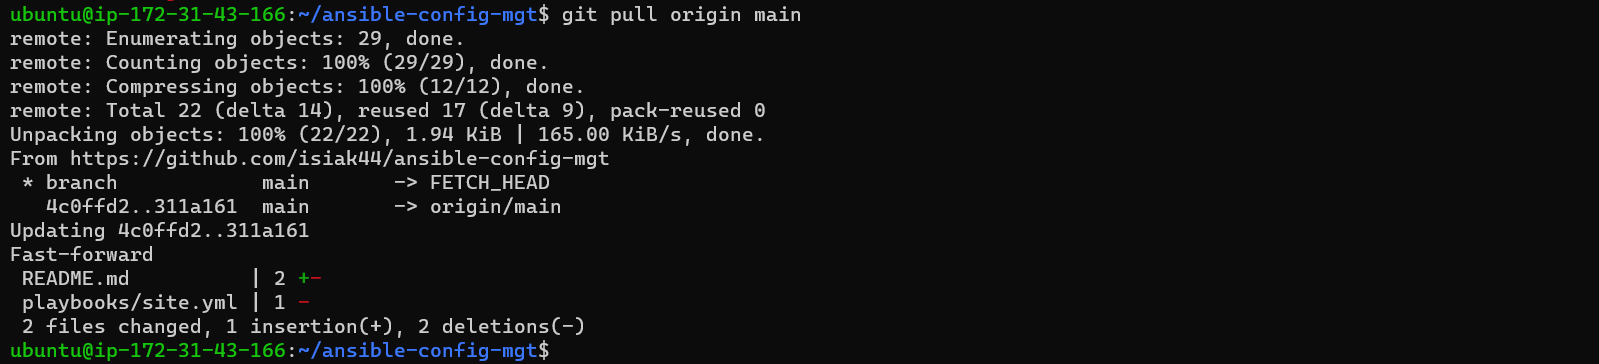 ubuntu@ip-172-31-43-166:~/ansible-config-mgt$ git pull origin main
remote: Enumerating objects: 29, done.
remote: Counting objects: 100% (29/29), done.
remote: Compressing objects: 100% (12/12), done.
remote: Total 22 (delta 14), reused 17 (delta 9), pack-reused 0
Unpacking objects: 100% (22/22), 1.94 KiB | 165.00 KiB/s, done.
From https://github.com/isiak44/ansible-config-mgt
 * branch            main       -> FETCH_HEAD
   4c0ffd2..311a161  main       -> origin/main
Updating 4c0ffd2..311a161
Fast-forward
 README.md          | 2 +-
 playbooks/site.yml | 1 -
 2 files changed, 1 insertion(+), 2 deletions(-)
ubuntu@ip-172-31-43-166:~/ansible-config-mgt$